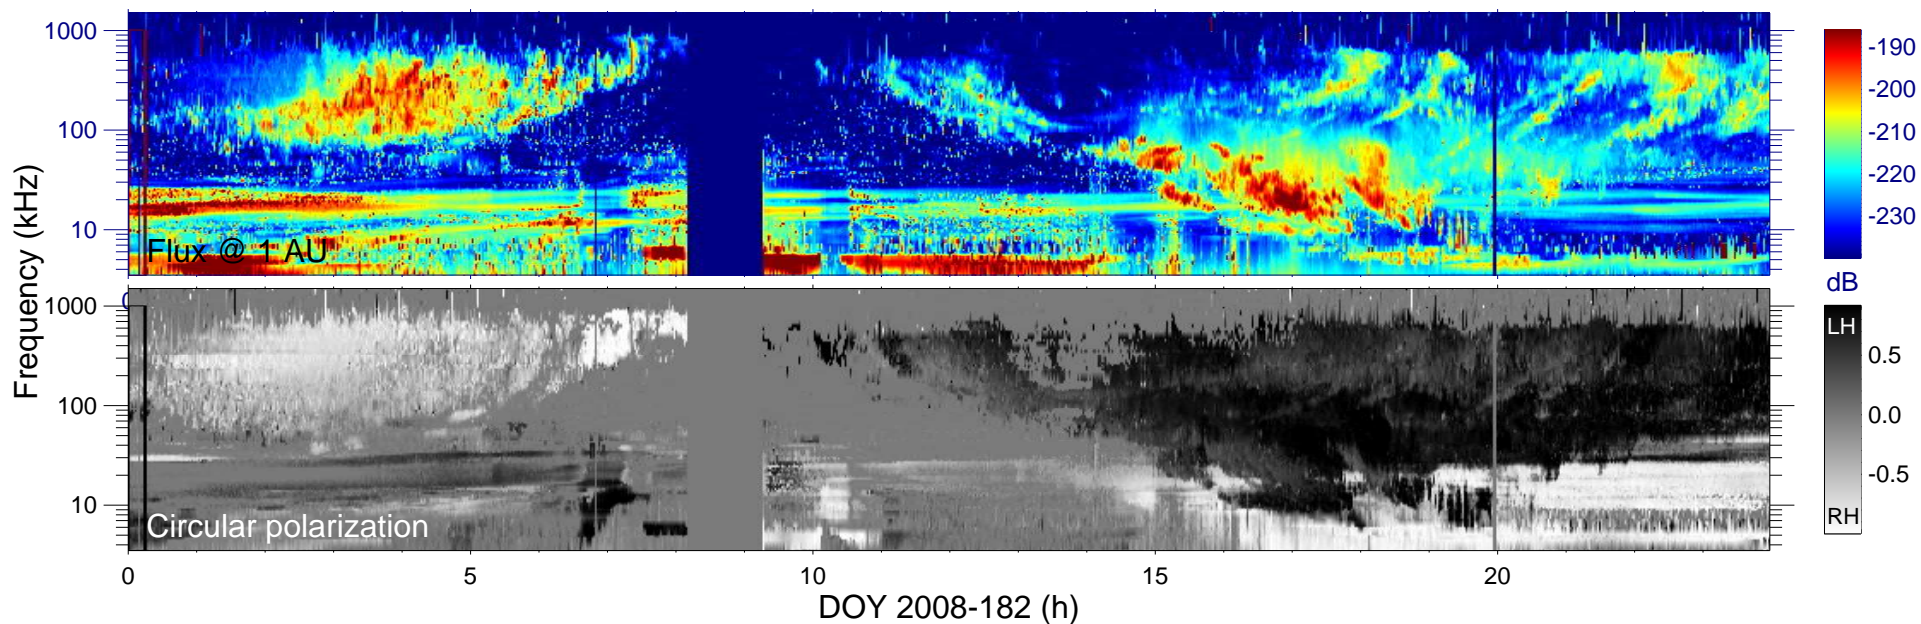 1000
100
10
Flux @ 1 AU
-190
-200
-210
-220
-230
dB
Frequency (kHz)
0
1000
100
10
Circular polarization
LH
0.5
0.0
-0.5
RH
0 5 10 15 20
DOY 2008-182 (h)